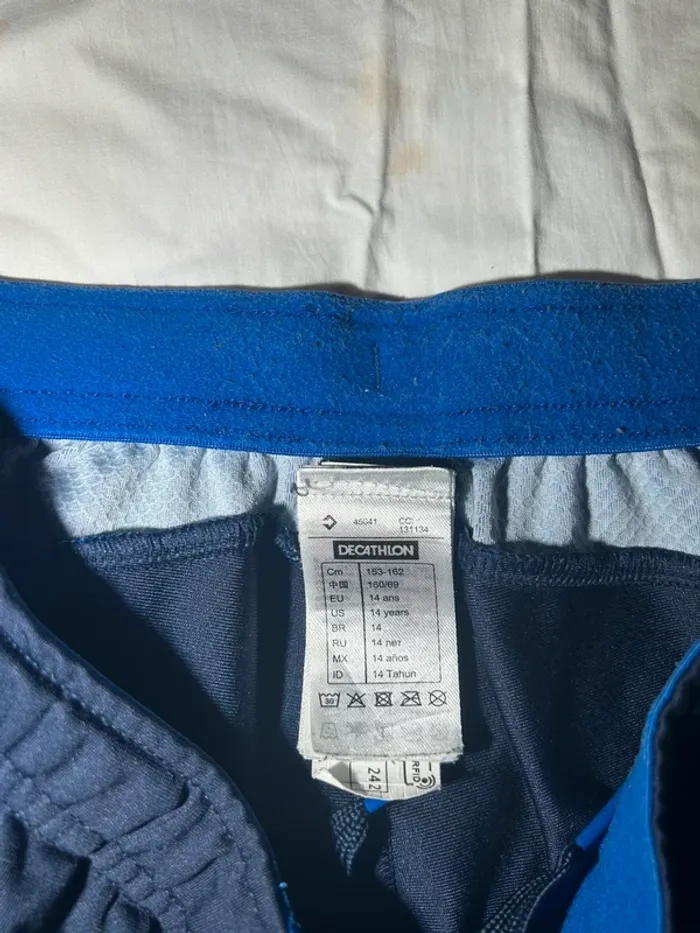 45041 CC:
131134
DECATHLON
Cm 153-162
中国 160/69
EU 14 ans
US 14 years
BR 14
RU 14 лет
MX 14 años
ID 14 Tahun
30
242
RFID